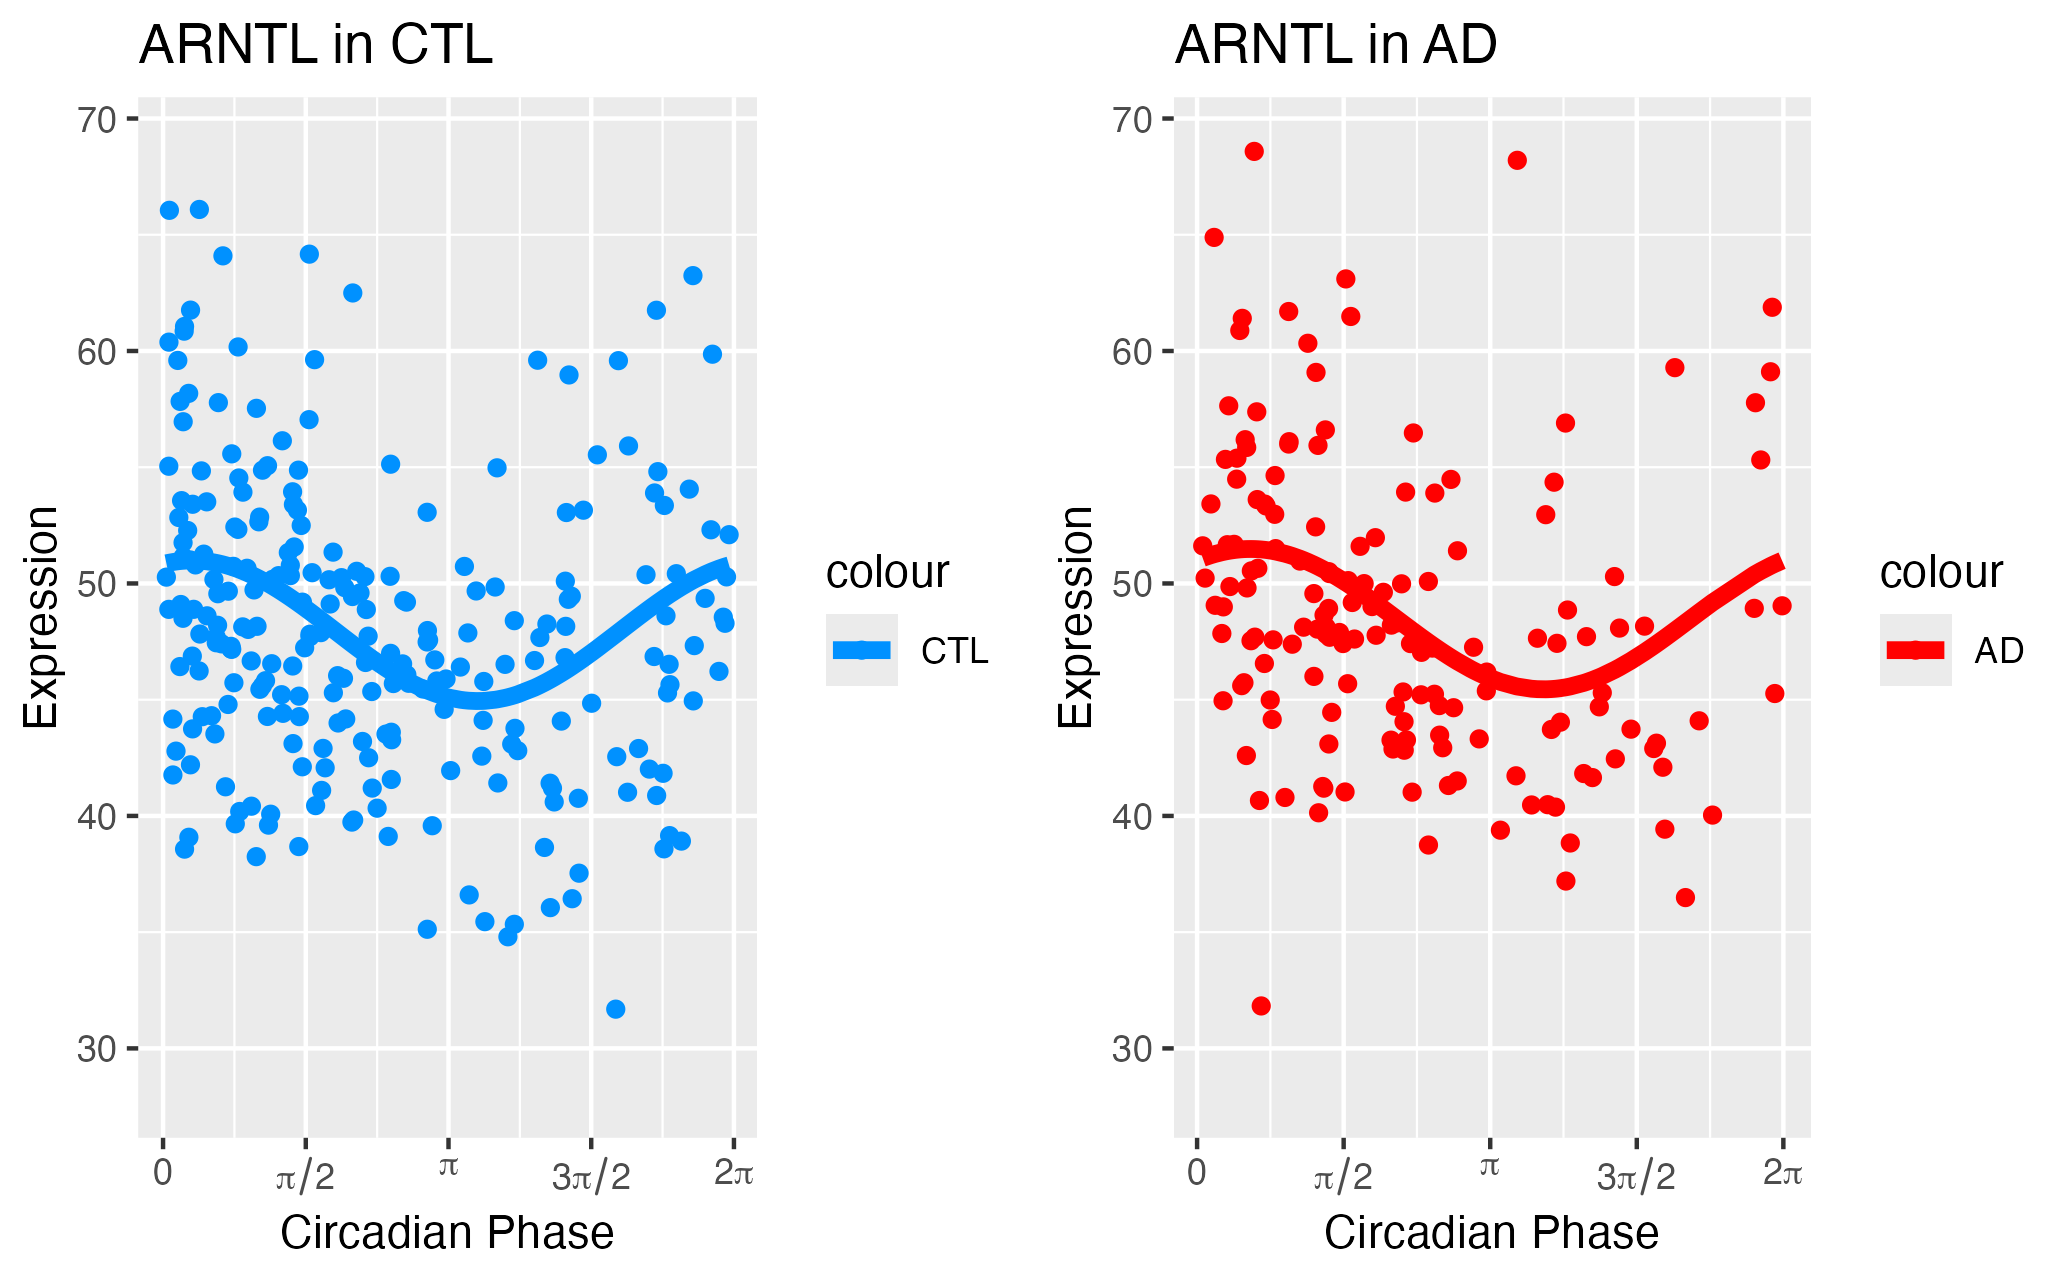 ARNTL in CTL
70
60
50
40
30
Expression
0 π/2 π 3π/2 2π
Circadian Phase
colour
CTL
ARNTL in AD
70
60
50
40
30
Expression
0 π/2 π 3π/2 2π
Circadian Phase
colour
AD